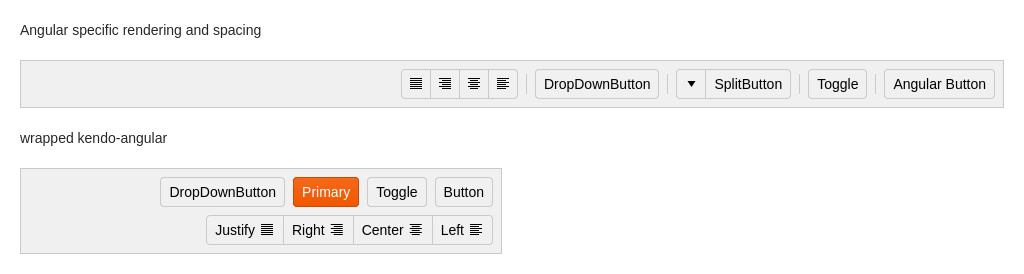 Angular specific rendering and spacing
DropDownButton SplitButton Toggle Angular Button
wrapped kendo-angular
DropDownButton Primary Toggle Button
Justify Right Center Left